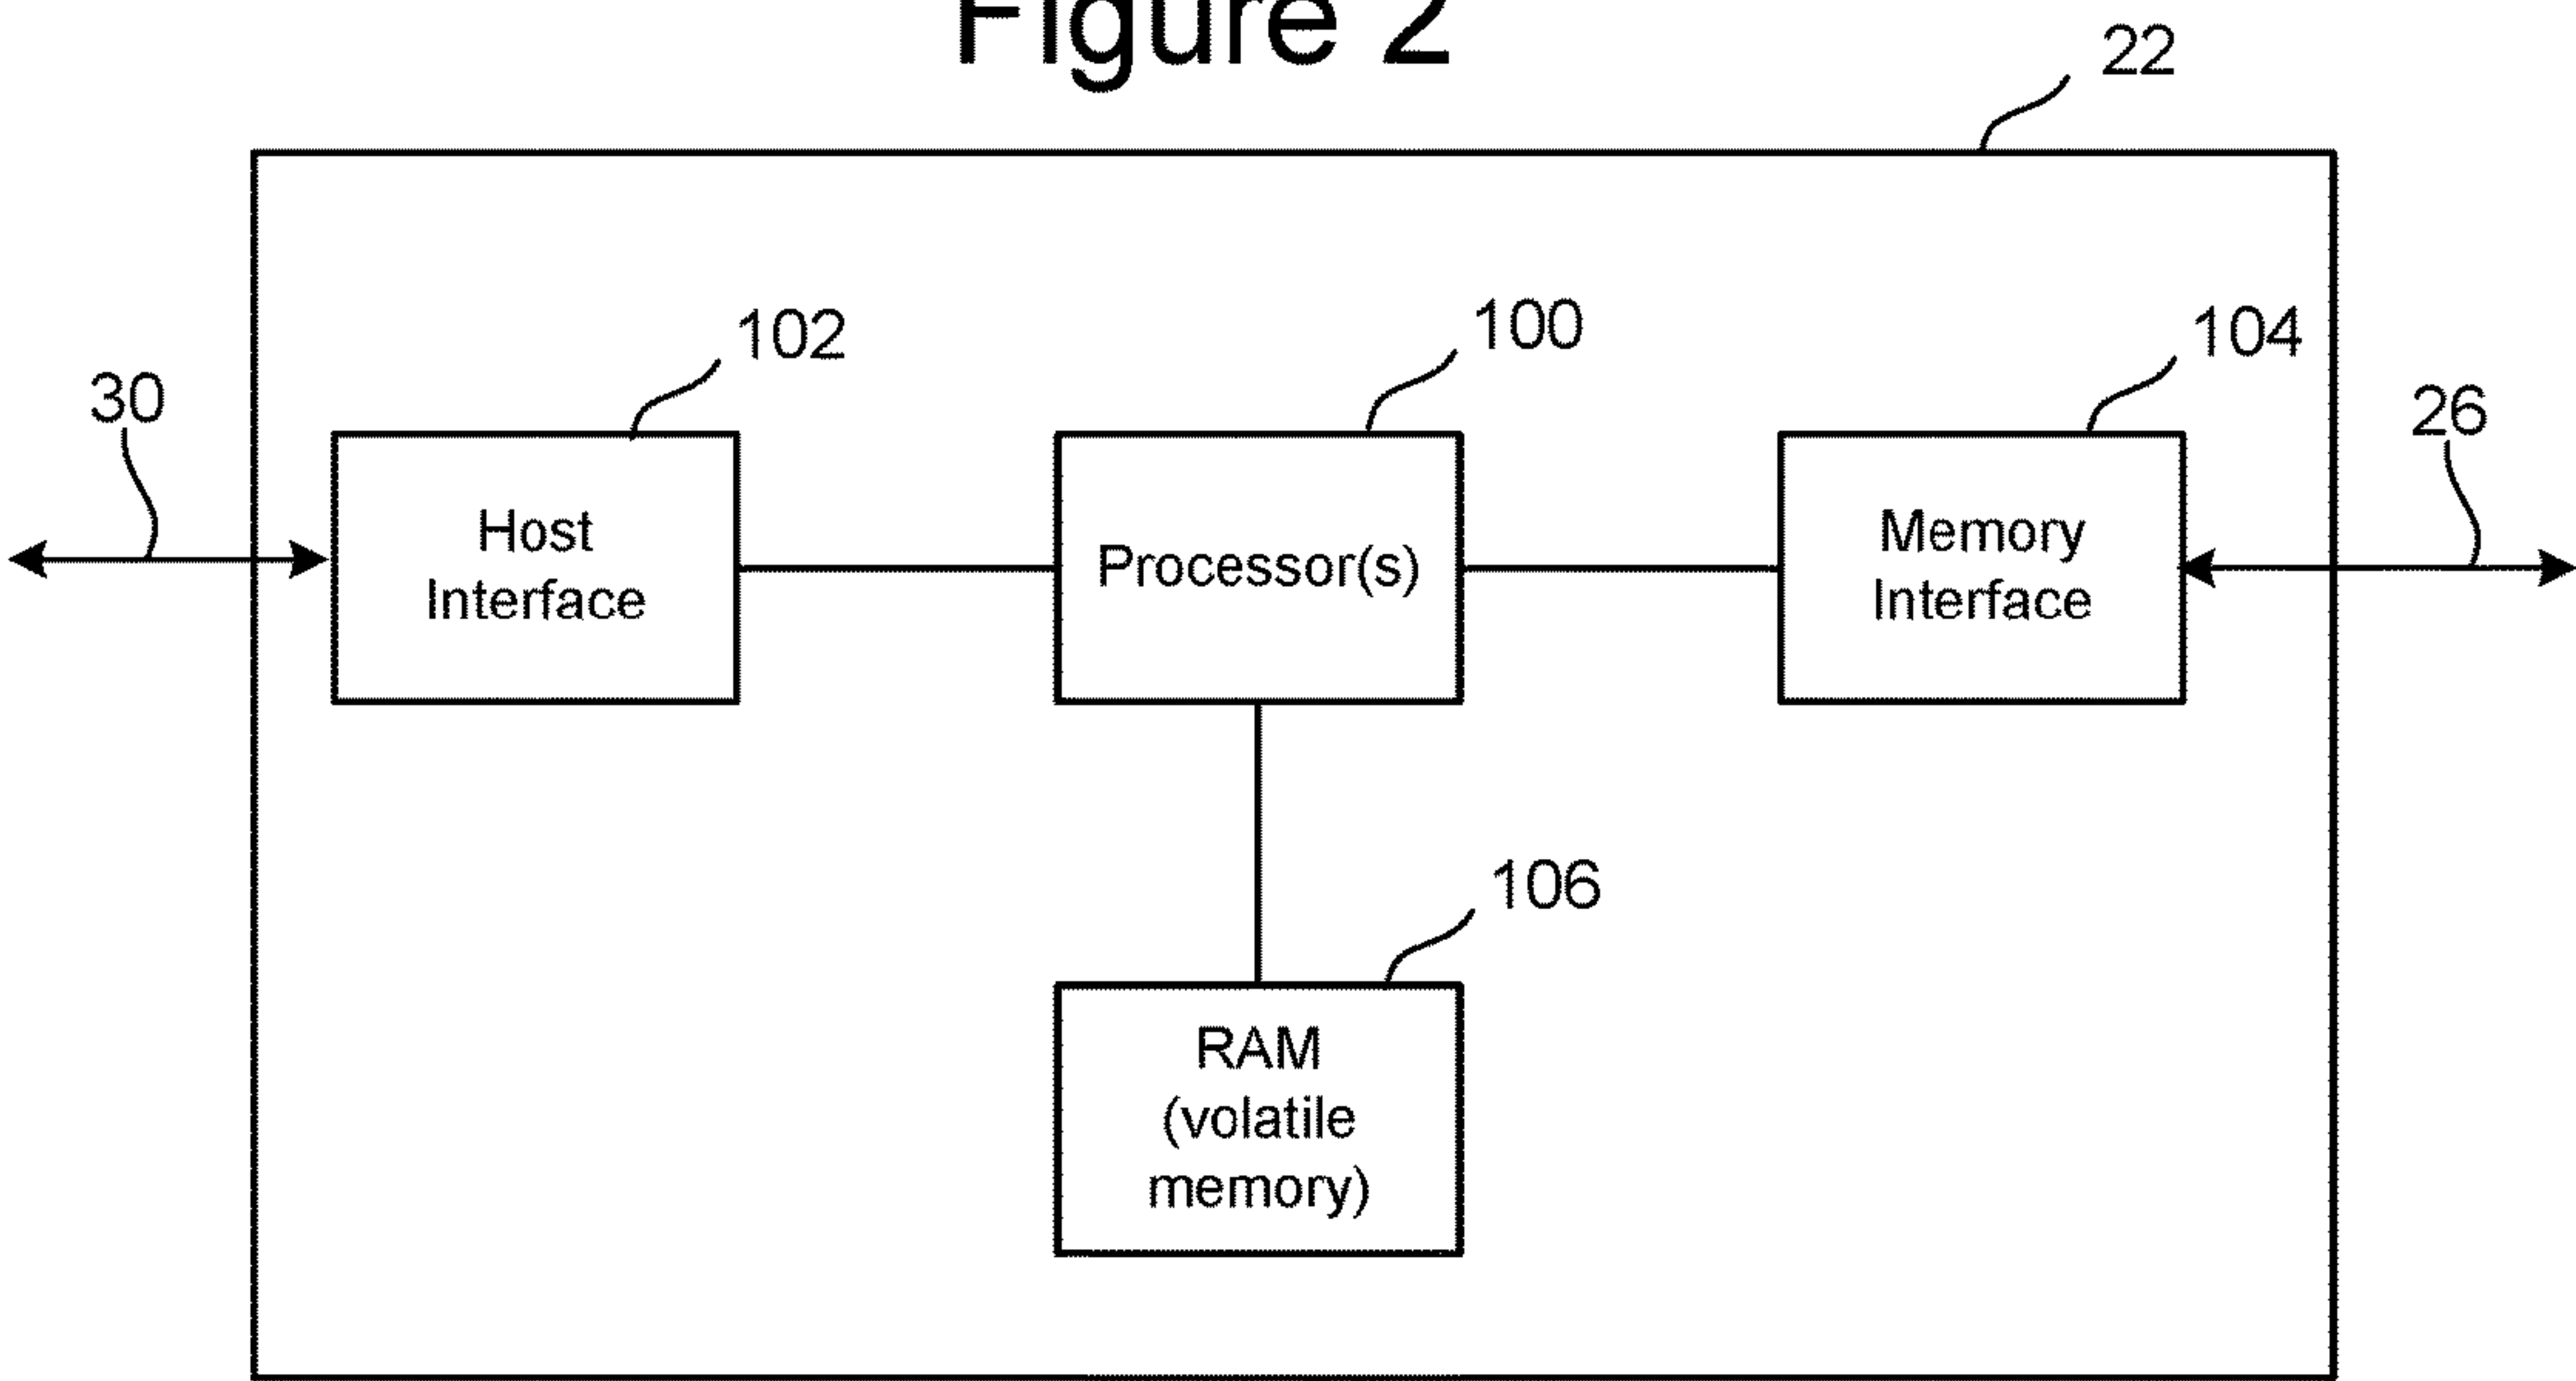 Figure 2
22
102
100
104
30
26
Host
Interface
Processor(s)
Memory
Interface
106
RAM
(volatile
memory)